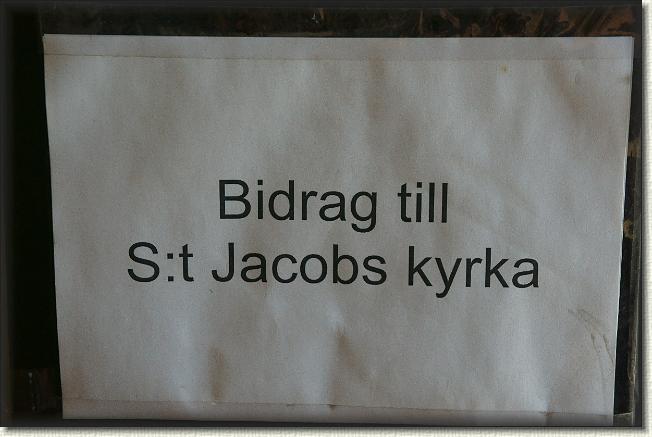 Bidrag till
S:t Jacobs kyrka